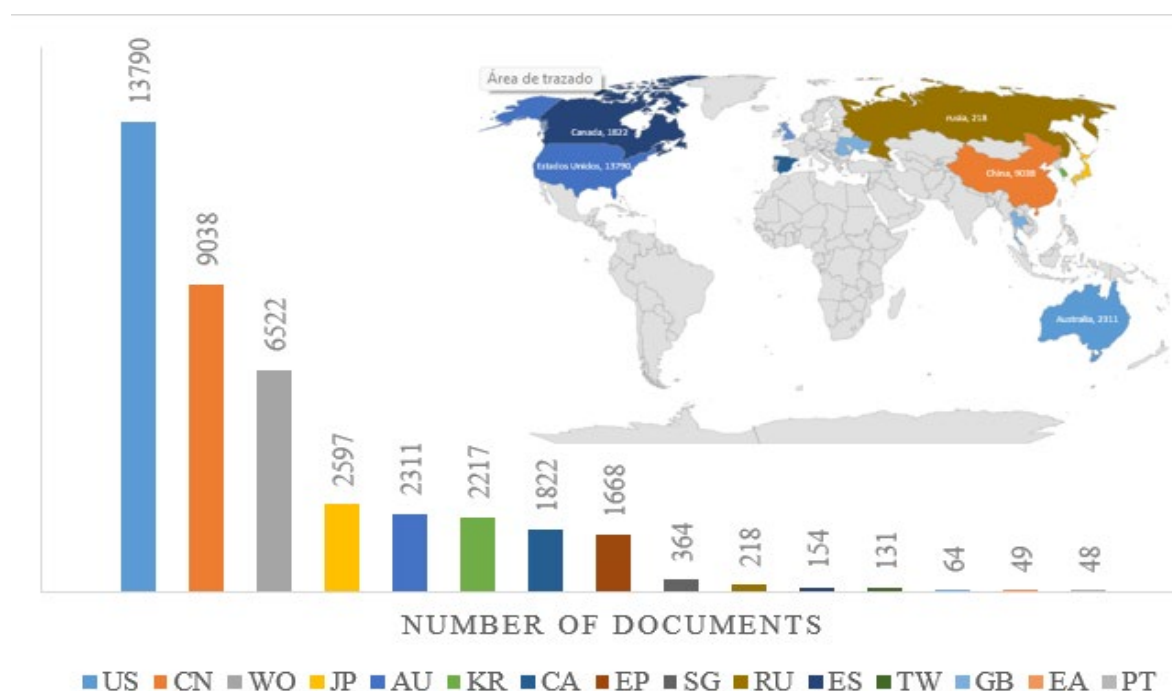 13790
9038
6522
2597
2311
2217
1822
1668
364
218
154
131
64
49
48
Área de trazado
Canada, 1822
Estados Unidos, 13790
rusia, 218
China, 9038
Australia, 2311
NUMBER OF DOCUMENTS
US CN WO JP AU KR CA EP SG RU ES TW GB EA PT